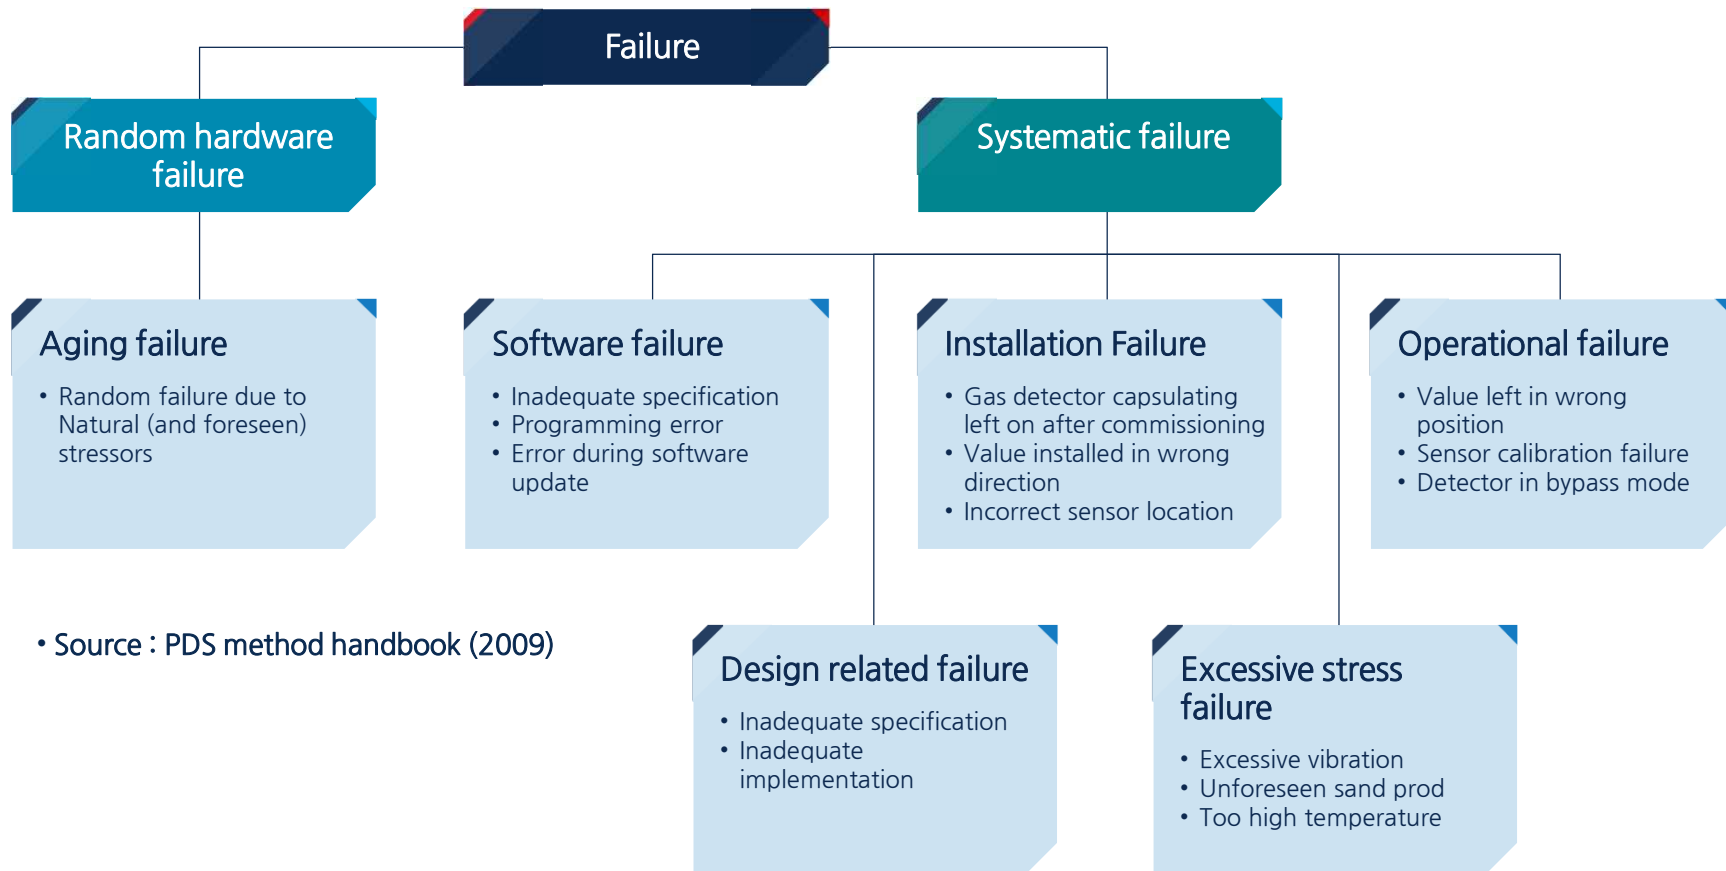 Failure
Random hardware
failure
Systematic failure
Aging failure
• Random failure due to
Natural (and foreseen)
stressors
Software failure
• Inadequate specification
• Programming error
• Error during software
update
Installation Failure
• Gas detector capsulating
left on after commissioning
• Value installed in wrong
direction
• Incorrect sensor location
Operational failure
• Value left in wrong
position
• Sensor calibration failure
• Detector in bypass mode
• Source : PDS method handbook (2009)
Design related failure
• Inadequate specification
• Inadequate
implementation
Excessive stress
failure
• Excessive vibration
• Unforeseen sand prod
• Too high temperature